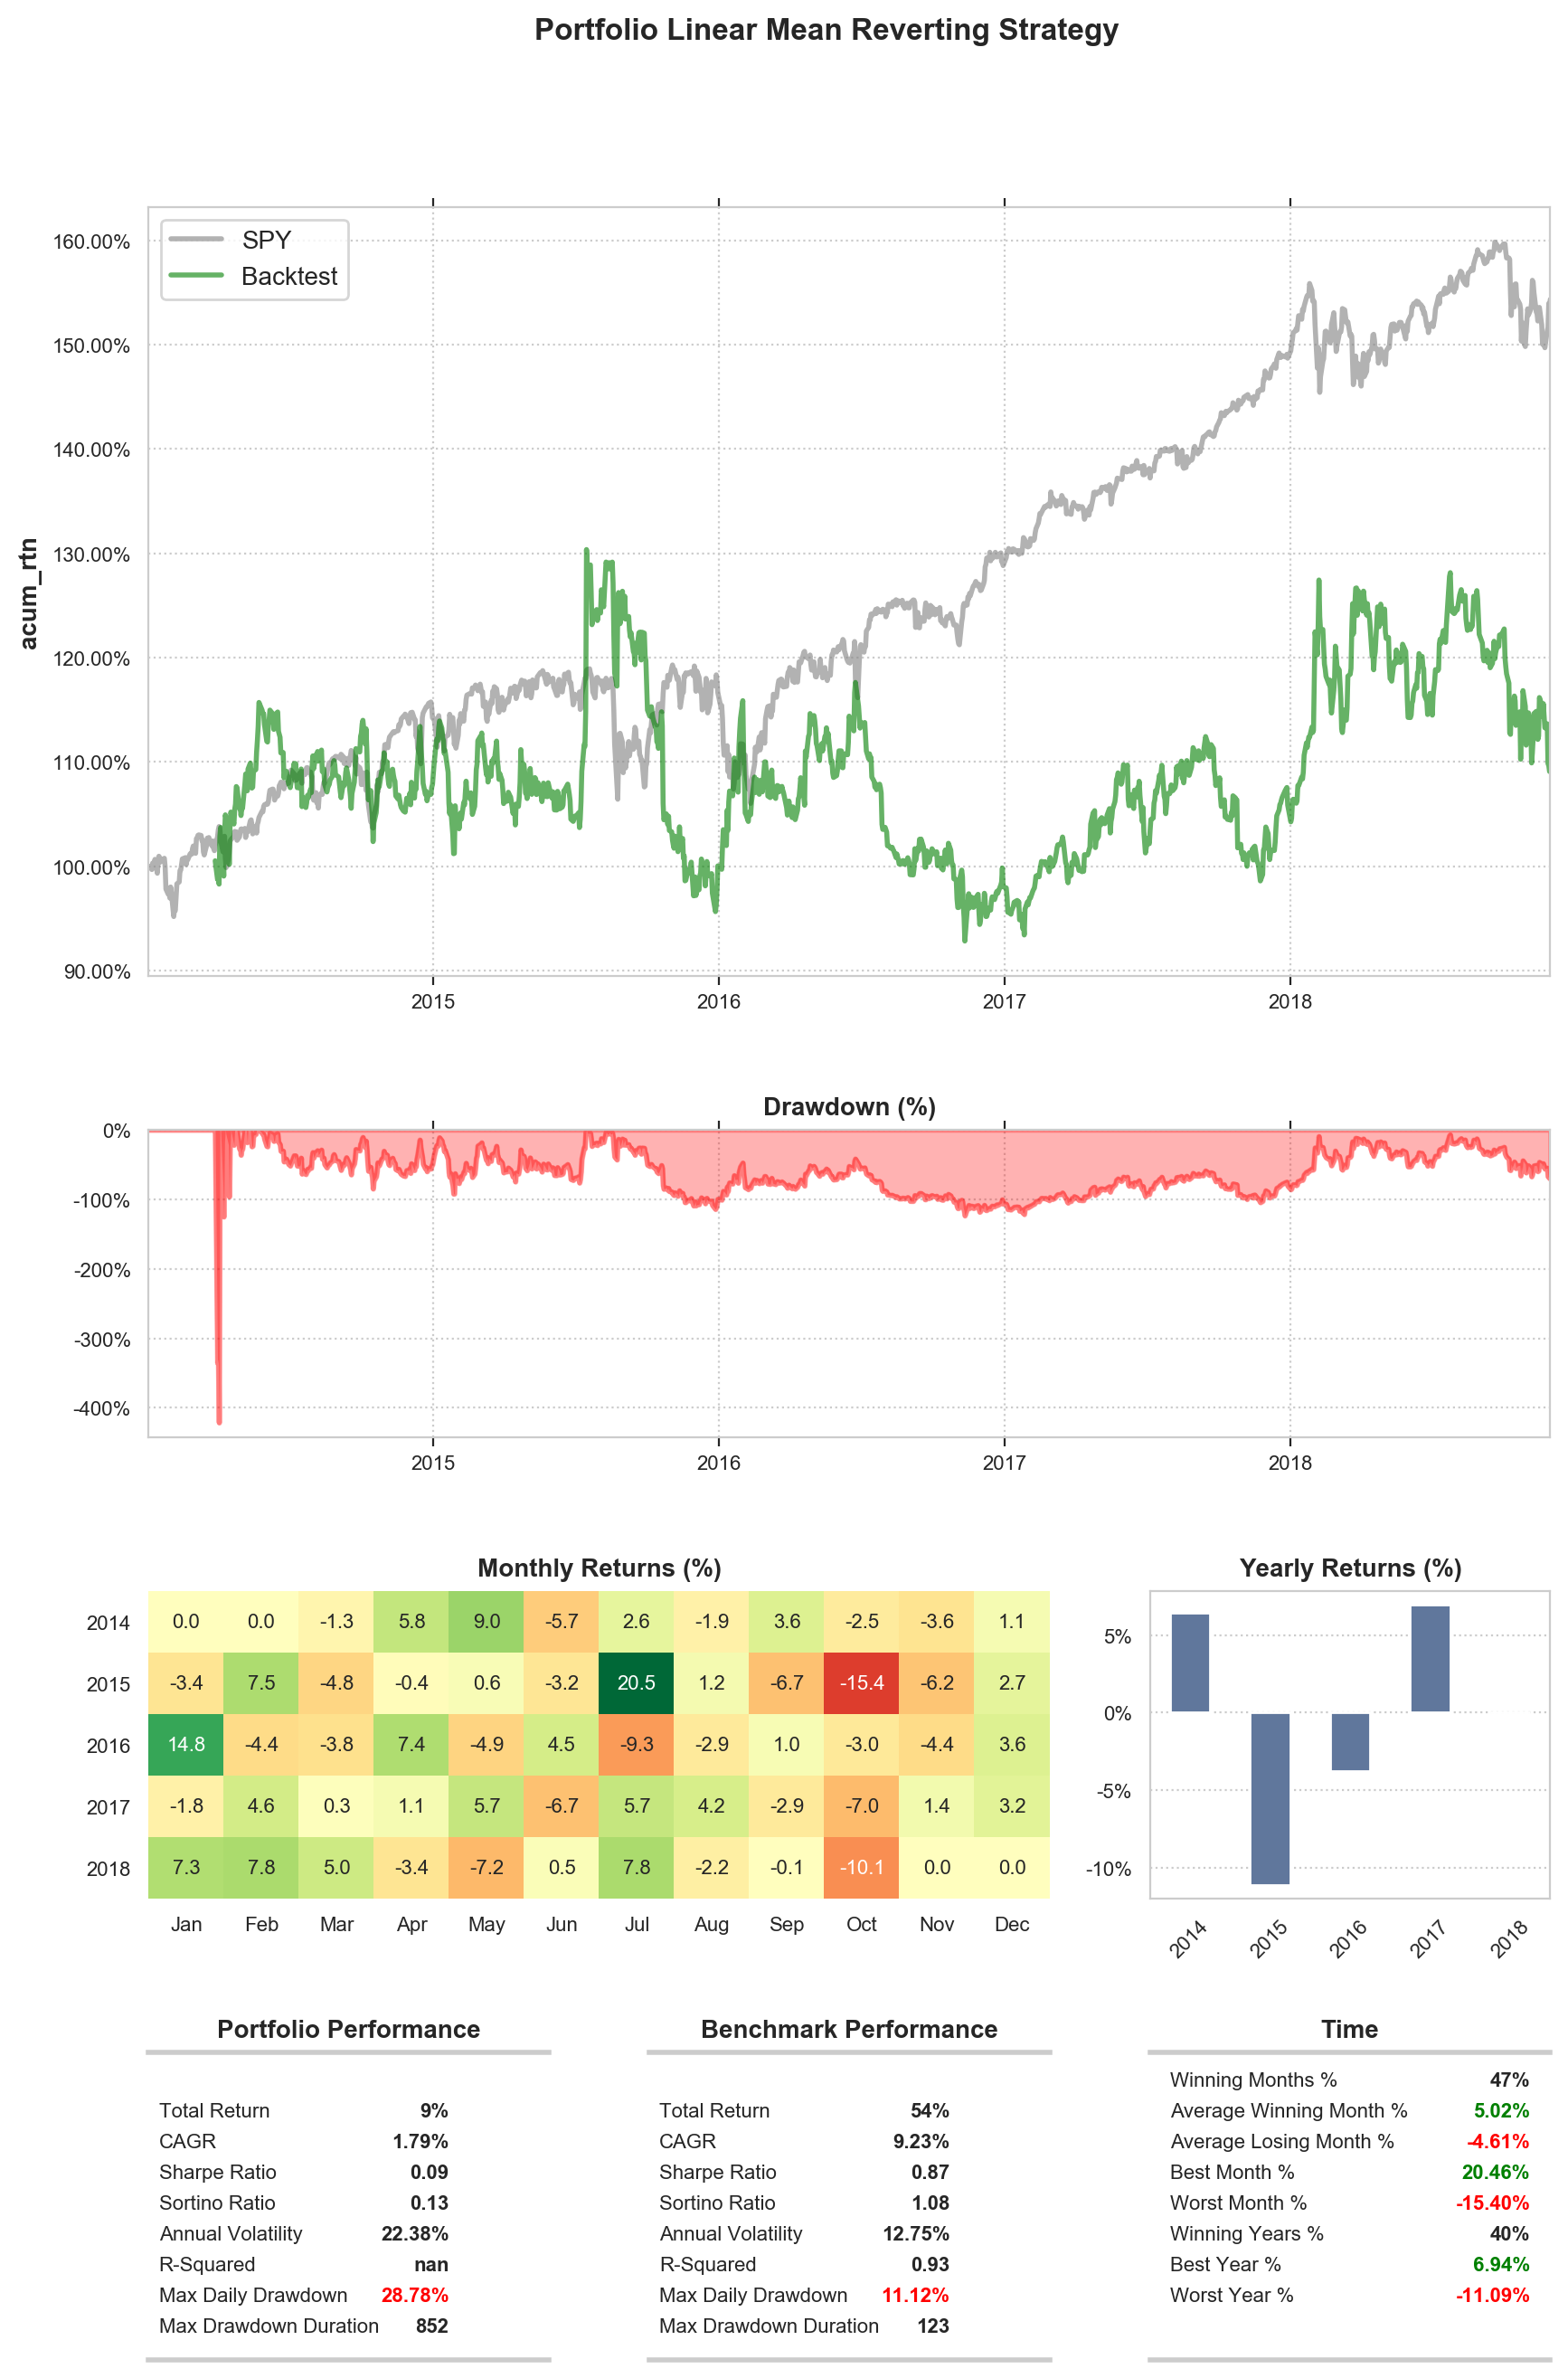 Portfolio Linear Mean Reverting Strategy
SPY
Backtest
acum_rtn
160.00%
150.00%
140.00%
130.00%
120.00%
110.00%
100.00%
90.00%
2015 2016 2017 2018
Drawdown (%)
0%
-100%
-200%
-300%
-400%
2015 2016 2017 2018
Monthly Returns (%)
2014 0.0 0.0 -1.3 5.8 9.0 -5.7 2.6 -1.9 3.6 -2.5 -3.6 1.1
2015 -3.4 7.5 -4.8 -0.4 0.6 -3.2 20.5 1.2 -6.7 -15.4 -6.2 2.7
2016 14.8 -4.4 -3.8 7.4 -4.9 4.5 -9.3 -2.9 1.0 -3.0 -4.4 3.6
2017 -1.8 4.6 0.3 1.1 5.7 -6.7 5.7 4.2 -2.9 -7.0 1.4 3.2
2018 7.3 7.8 5.0 -3.4 -7.2 0.5 7.8 -2.2 -0.1 -10.1 0.0 0.0
Jan Feb Mar Apr May Jun Jul Aug Sep Oct Nov Dec
Yearly Returns (%)
5%
0%
-5%
-10%
2014 2015 2016 2017 2018
Portfolio Performance
Total Return 9%
CAGR 1.79%
Sharpe Ratio 0.09
Sortino Ratio 0.13
Annual Volatility 22.38%
R-Squared nan
Max Daily Drawdown 28.78%
Max Drawdown Duration 852
Benchmark Performance
Total Return 54%
CAGR 9.23%
Sharpe Ratio 0.87
Sortino Ratio 1.08
Annual Volatility 12.75%
R-Squared 0.93
Max Daily Drawdown 11.12%
Max Drawdown Duration 123
Time
Winning Months % 47%
Average Winning Month % 5.02%
Average Losing Month % -4.61%
Best Month % 20.46%
Worst Month % -15.40%
Winning Years % 40%
Best Year % 6.94%
Worst Year % -11.09%